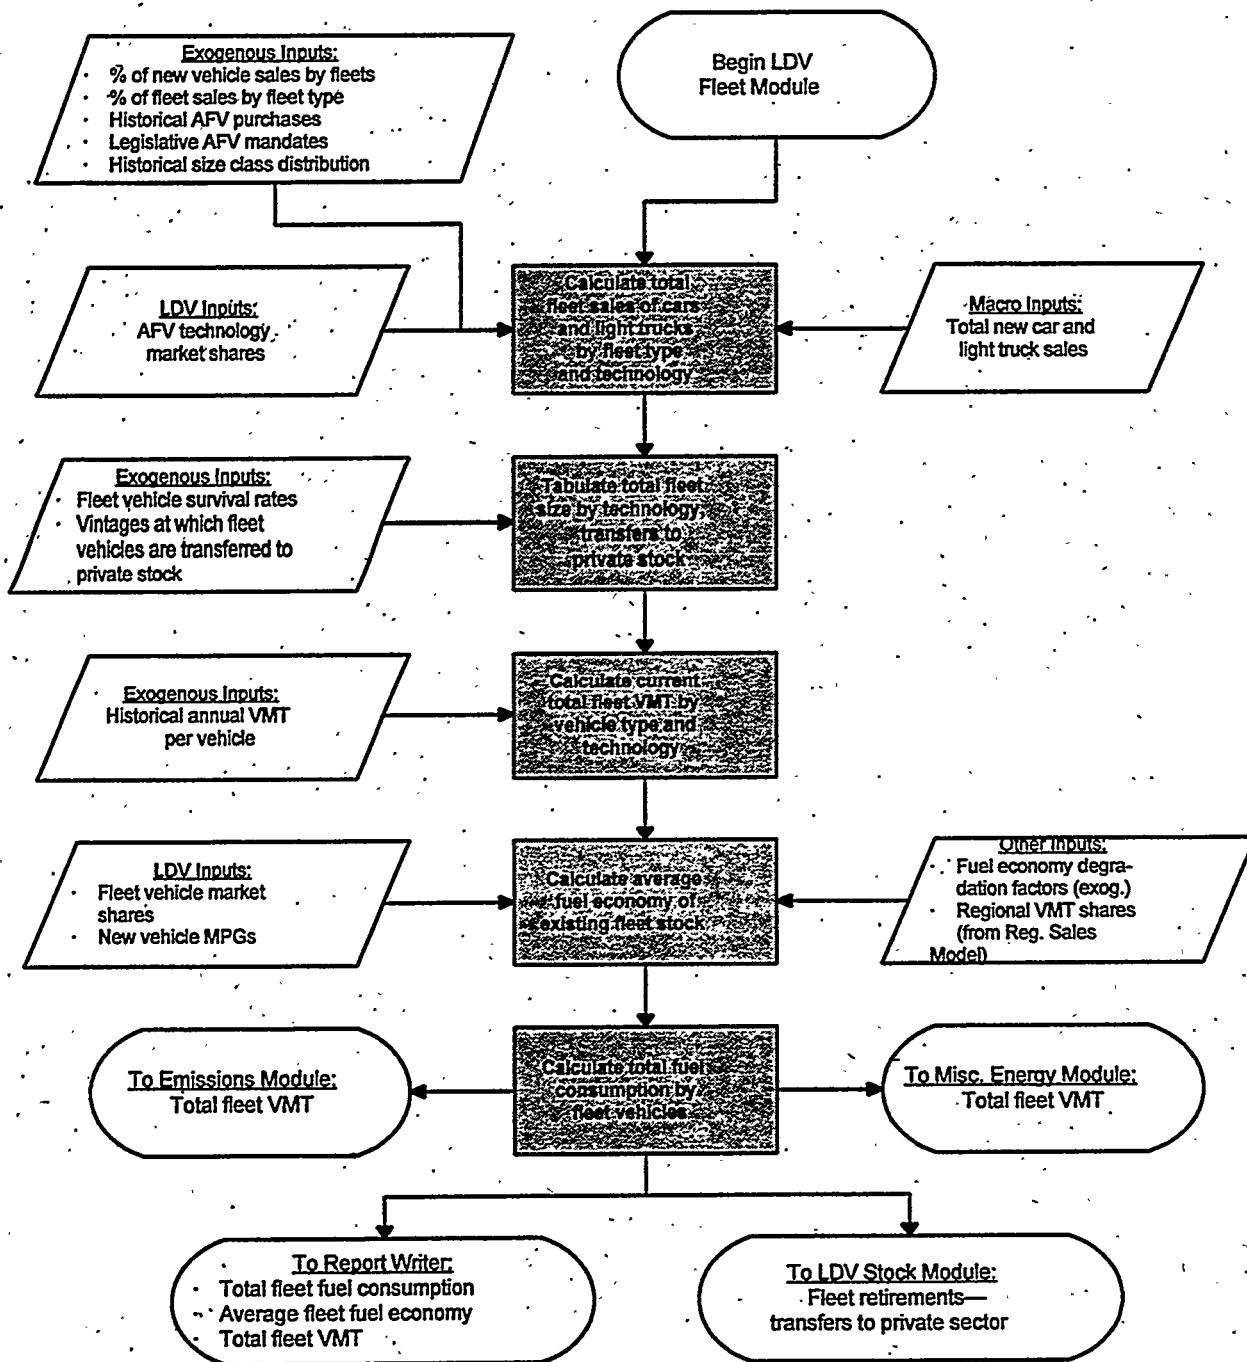 Exogenous Inputs:
· % of new vehicle sales by fleets
· % of fleet sales by fleet type
· Historical AFV purchases
· Legislative AFV mandates
· Historical size class distribution
Begin LDV
Fleet Module
LDV Inputs:
AFV technology
market shares
Calculate total
fleet sales of cars
and light trucks
by fleet type
and technology
Macro Inputs:
Total new car and
light truck sales
Exogenous Inputs:
· Fleet vehicle survival rates
· Vintages at which fleet
vehicles are transferred to
private stock
Tabulate total fleet
size by technology,
transfers to
private stock
Exogenous Inputs:
Historical annual VMT
per vehicle
Calculate current
total fleet VMT by
vehicle type and
technology
LDV Inputs:
· Fleet vehicle market
shares
· New vehicle MPGs
Calculate average
fuel economy of
existing fleet stock
Other Inputs:
· Fuel economy degra-
dation factors (exog.)
· Regional VMT shares
(from Reg. Sales
Model)
To Emissions Module:
Total fleet VMT
Calculate total fuel
consumption by
fleet vehicles
To Misc. Energy Module:
Total fleet VMT
To Report Writer:
· Total fleet fuel consumption
· Average fleet fuel economy
· Total fleet VMT
To LDV Stock Module:
Fleet retirements—
transfers to private sector